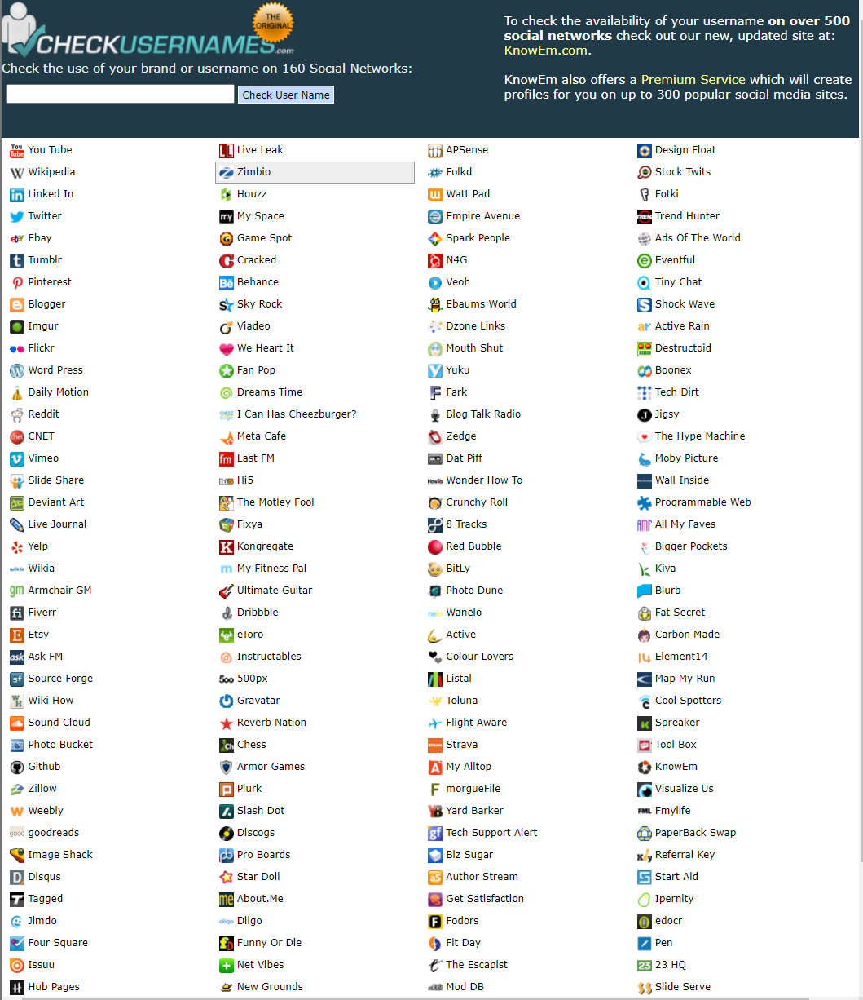 THE
ORIGINAL
CHECKUSERNAMES.com
Check the use of your brand or username on 160 Social Networks:
Check User Name
To check the availability of your username on over 500
social networks check out our new, updated site at:
KnowEm.com.
KnowEm also offers a Premium Service which will create
profiles for you on up to 300 popular social media sites.
You Tube
Wikipedia
Linked In
Twitter
Ebay
Tumblr
Pinterest
Blogger
Imgur
Flickr
Word Press
Daily Motion
Reddit
CNET
Vimeo
Slide Share
Deviant Art
Live Journal
Yelp
Wikia
Armchair GM
Fiverr
Etsy
Ask FM
Source Forge
Wiki How
Sound Cloud
Photo Bucket
Github
Zillow
Weebly
goodreads
Image Shack
Disqus
Tagged
Jimdo
Four Square
Issuu
Hub Pages
Live Leak
Zimbio
Houzz
My Space
Game Spot
Cracked
Behance
Sky Rock
Viadeo
We Heart It
Fan Pop
Dreams Time
I Can Has Cheezburger?
Meta Cafe
Last FM
Hi5
The Motley Fool
Fixya
Kongregate
My Fitness Pal
Ultimate Guitar
Dribbble
eToro
Instructables
500px
Gravatar
Reverb Nation
Chess
Armor Games
Plurk
Slash Dot
Discogs
Pro Boards
Star Doll
About.Me
Diigo
Funny Or Die
Net Vibes
New Grounds
APSense
Folkd
Watt Pad
Empire Avenue
Spark People
N4G
Veoh
Ebaums World
Dzone Links
Mouth Shut
Yuku
Fark
Blog Talk Radio
Zedge
Dat Piff
Wonder How To
Crunchy Roll
8 Tracks
Red Bubble
BitLy
Photo Dune
Wanelo
Active
Colour Lovers
Listal
Toluna
Flight Aware
Strava
My Alltop
morgueFile
Yard Barker
Tech Support Alert
Biz Sugar
Author Stream
Get Satisfaction
Fodors
Fit Day
The Escapist
Mod DB
Design Float
Stock Twits
Fotki
Trend Hunter
Ads Of The World
Eventful
Tiny Chat
Shock Wave
Active Rain
Destructoid
Boonex
Tech Dirt
Jigsy
The Hype Machine
Moby Picture
Wall Inside
Programmable Web
All My Faves
Bigger Pockets
Kiva
Blurb
Fat Secret
Carbon Made
Element14
Map My Run
Cool Spotters
Spreaker
Tool Box
KnowEm
Visualize Us
Fmylife
PaperBack Swap
Referral Key
Start Aid
Ipernity
edocr
Pen
23 HQ
Slide Serve